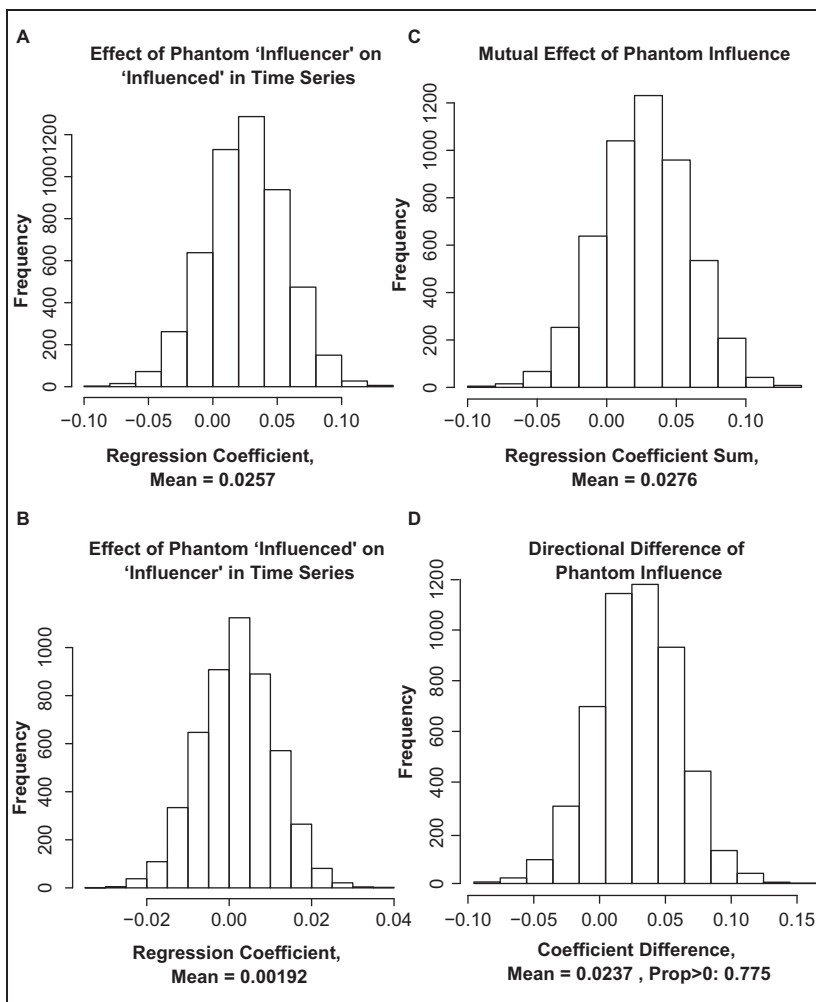 A
Effect of Phantom ‘Influencer’ on
‘Influenced' in Time Series
Frequency
0 200 400 600 800 1000 1200
−0.10 −0.05 0.00 0.05 0.10
Regression Coefficient,
Mean = 0.0257
C
Mutual Effect of Phantom Influence
Frequency
0 200 400 600 800 1000 1200
−0.10 −0.05 0.00 0.05 0.10
Regression Coefficient Sum,
Mean = 0.0276
B
Effect of Phantom ‘Influenced' on
‘Influencer' in Time Series
Frequency
0 200 400 600 800 1000
−0.02 0.00 0.02 0.04
Regression Coefficient,
Mean = 0.00192
D
Directional Difference of
Phantom Influence
Frequency
0 200 400 600 800 1000 1200
−0.10 −0.05 0.00 0.05 0.10 0.15
Coefficient Difference,
Mean = 0.0237 , Prop>0: 0.775